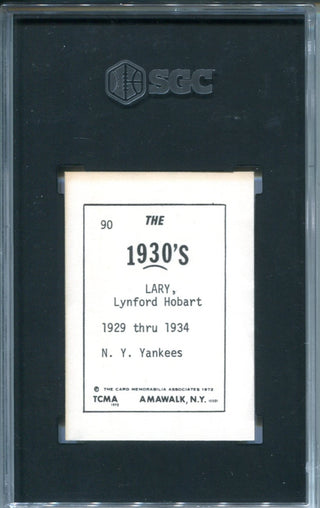 SGC
90
THE
1930'S
LARY,
Lynford Hobart
1929 thru 1934
N. Y. Yankees
© THE CARD MEMORABILIA ASSOCIATES 1972
TCMA AMAWALK, N.Y.